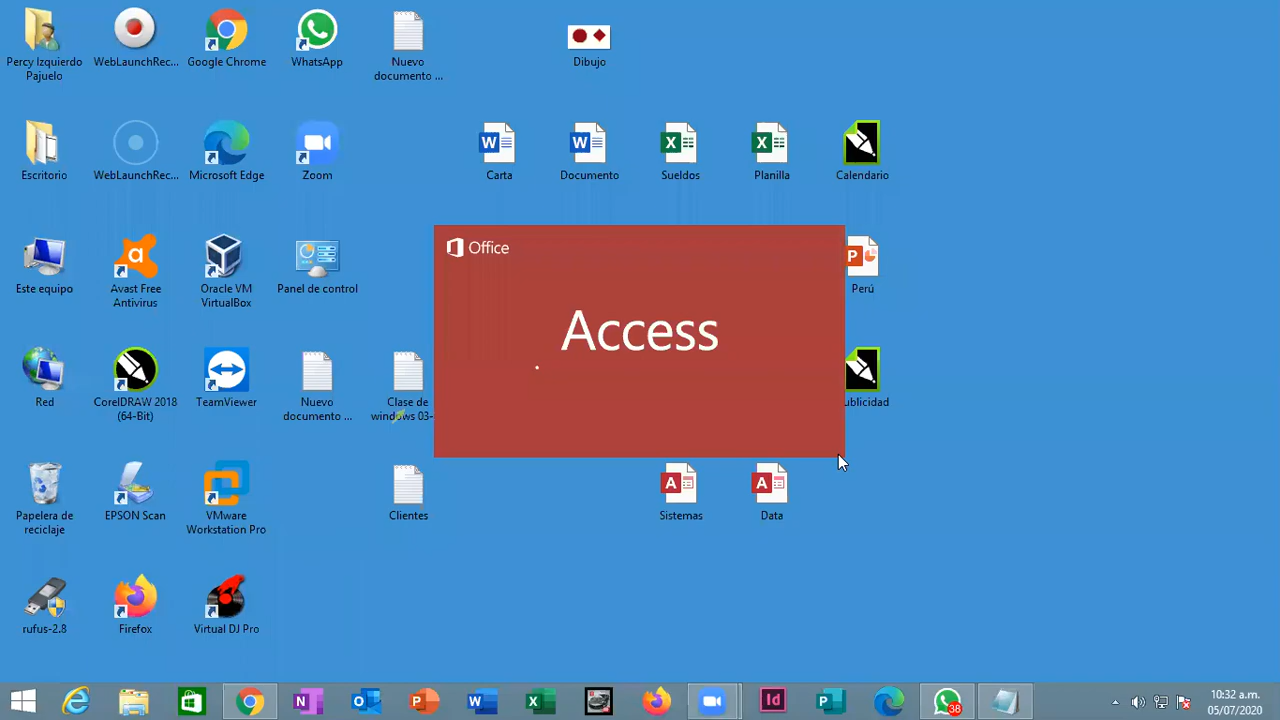 Percy Izquierdo
Pajuelo
WebLaunchRec...
Google Chrome
WhatsApp
Nuevo
documento ...
Dibujo
Escritorio
WebLaunchRec...
Microsoft Edge
Zoom
Carta
Documento
Sueldos
Planilla
Calendario
Office
Access
Este equipo
Avast Free
Antivirus
Oracle VM
VirtualBox
Panel de control
Perú
Red
CorelDRAW 2018
(64-Bit)
TeamViewer
Nuevo
documento ...
Clase de
windows 03-
ublicidad
Papelera de
reciclaje
EPSON Scan
VMware
Workstation Pro
Clientes
Sistemas
Data
rufus-2.8
Firefox
Virtual DJ Pro
38
10:32 a.m.
05/07/2020